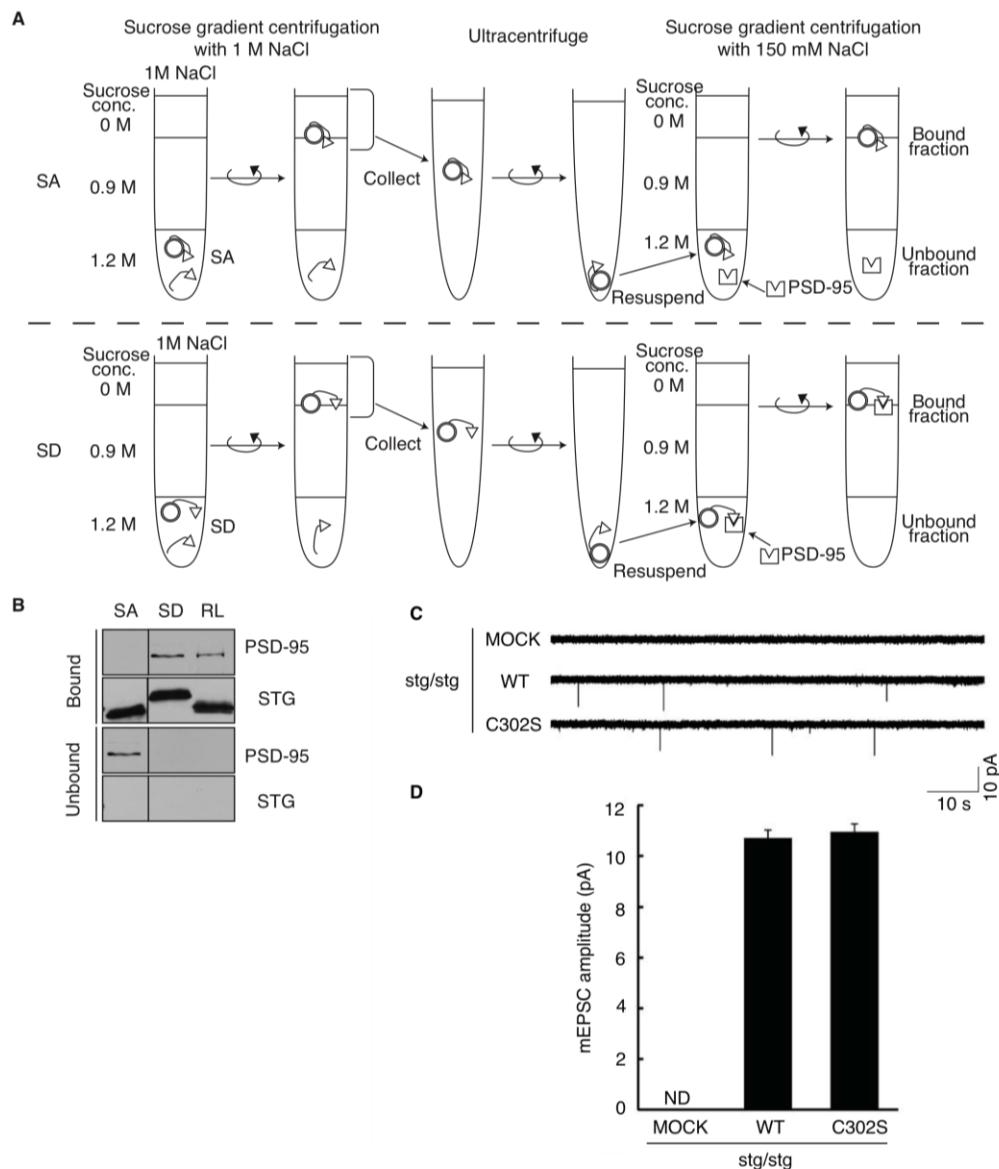 A
Sucrose gradient centrifugation
with 1 M NaCl
Ultracentrifuge
Sucrose gradient centrifugation
with 150 mM NaCl
1M NaCl
Sucrose
conc.
0 M
0.9 M
1.2 M
SA
SA
Collect
Resuspend
Sucrose
conc.
0 M
0.9 M
1.2 M
PSD-95
Bound
fraction
Unbound
fraction
1M NaCl
Sucrose
conc.
0 M
SD
0.9 M
1.2 M
SD
Collect
Resuspend
Sucrose
conc.
0 M
0.9 M
1.2 M
PSD-95
Bound
fraction
Unbound
fraction
B
SA SD RL
Bound
PSD-95
STG
Unbound
PSD-95
STG
C
stg/stg
MOCK
WT
C302S
10 pA
10 s
D
mEPSC amplitude (pA)
12
10
8
6
4
2
0
ND
MOCK WT C302S
stg/stg